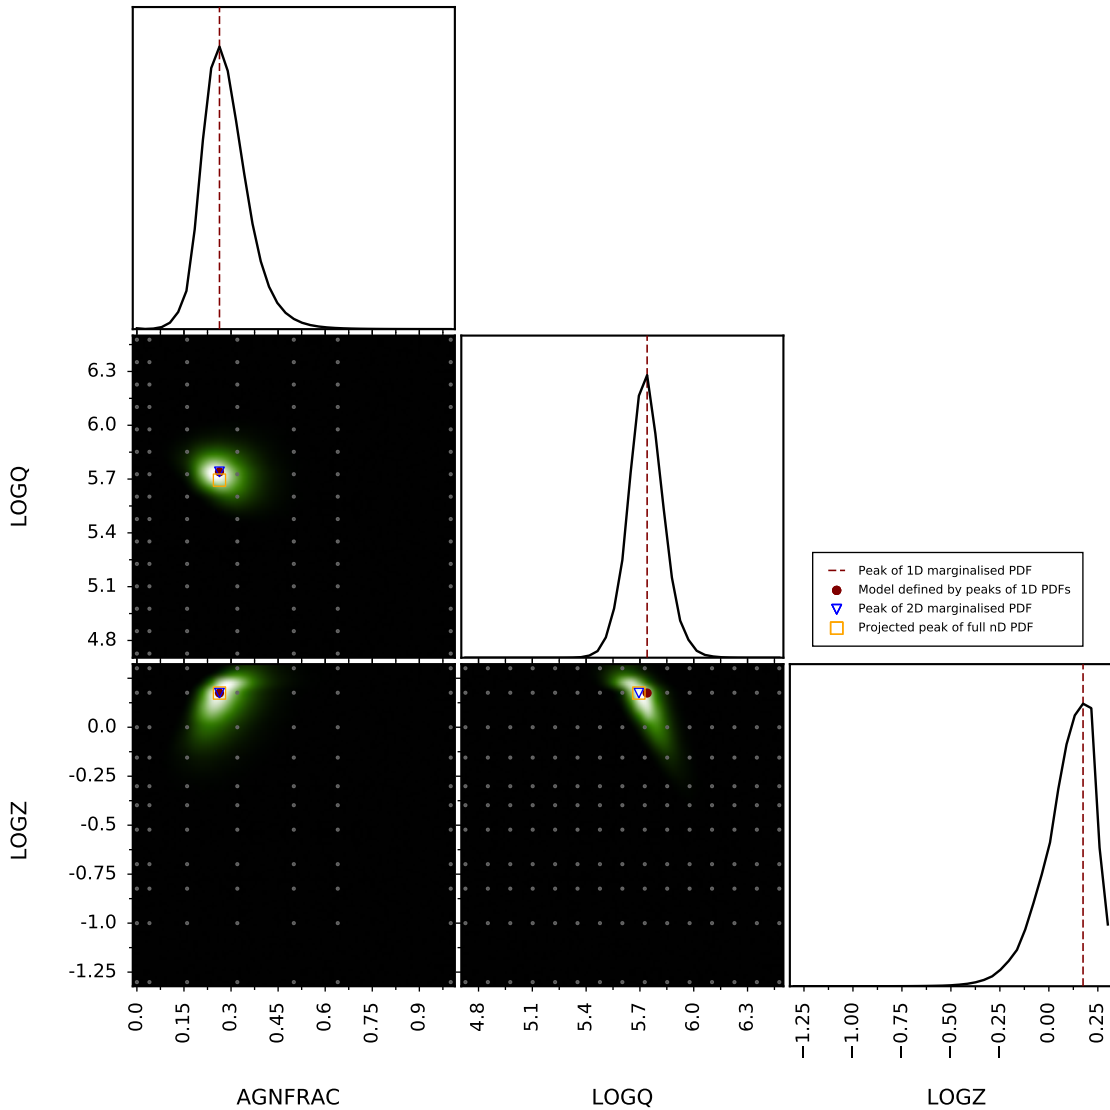 LOGQ
6.3
6.0
5.7
5.4
5.1
4.8
Peak of 1D marginalised PDF
Model defined by peaks of 1D PDFs
Peak of 2D marginalised PDF
Projected peak of full nD PDF
LOGZ
0.0
-0.25
-0.5
-0.75
-1.0
-1.25
0.0 0.15 0.3 0.45 0.6 0.75 0.9
4.8 5.1 5.4 5.7 6.0 6.3
−1.25 −1.00 −0.75 −0.50 −0.25 0.00 0.25
AGNFRAC LOGQ LOGZ